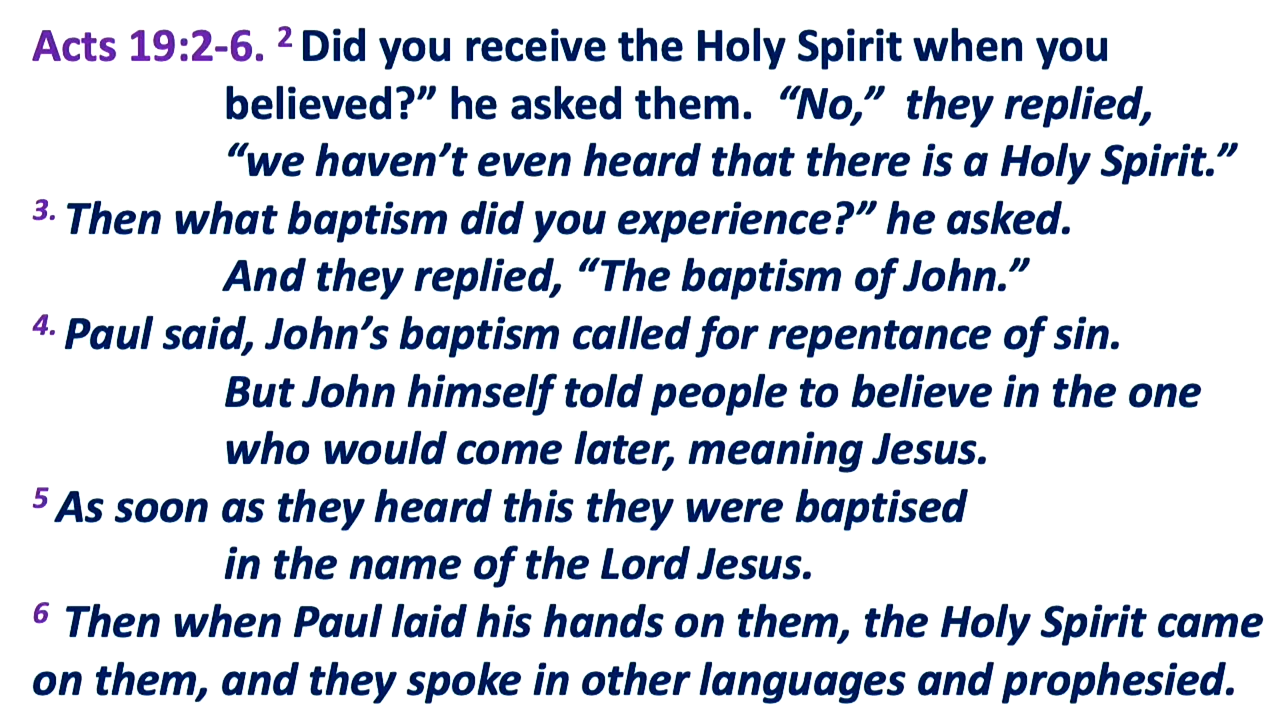 Acts 19:2-6. 2 Did you receive the Holy Spirit when you
believed?” he asked them. “No,” they replied,
“we haven’t even heard that there is a Holy Spirit.”
3. Then what baptism did you experience?” he asked.
And they replied, “The baptism of John.”
4. Paul said, John’s baptism called for repentance of sin.
But John himself told people to believe in the one
who would come later, meaning Jesus.
5 As soon as they heard this they were baptised
in the name of the Lord Jesus.
6 Then when Paul laid his hands on them, the Holy Spirit came
on them, and they spoke in other languages and prophesied.